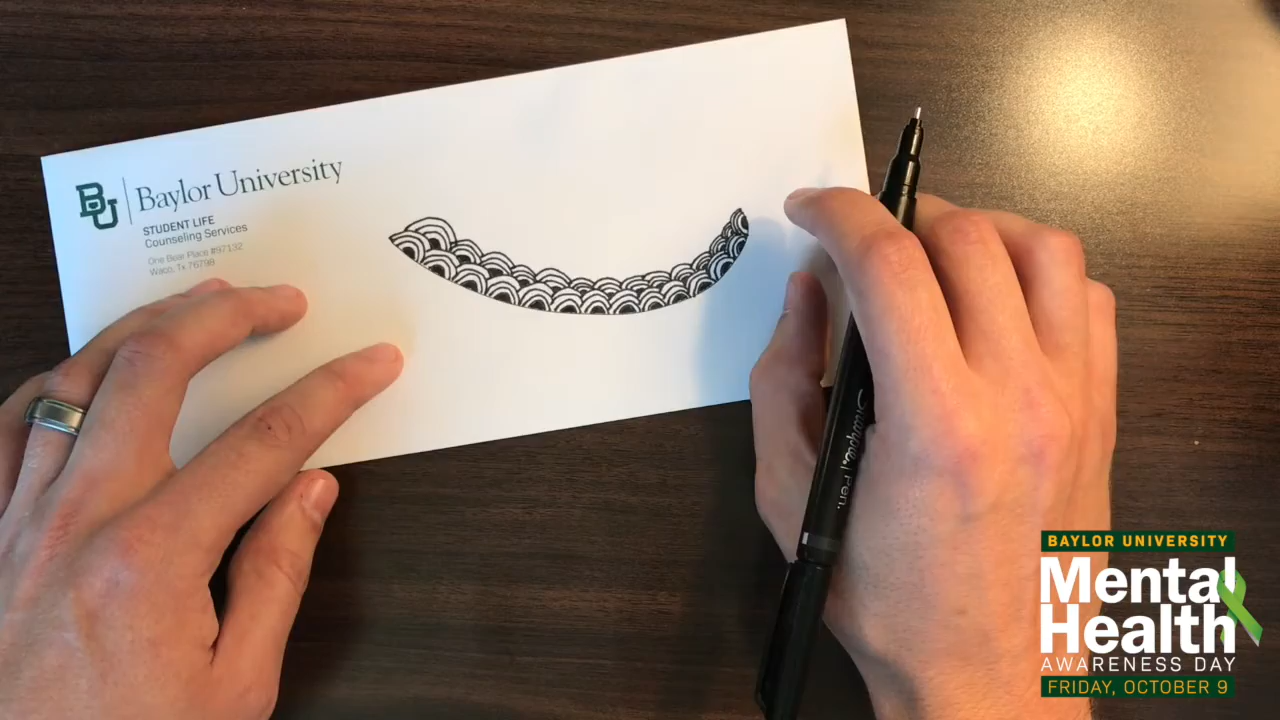 BU
Baylor University
STUDENT LIFE
Counseling Services
One Bear Place #97132
Waco, Tx 76798
Sharpie. Pen.
BAYLOR UNIVERSITY
Mental
Health
AWARENESS DAY
FRIDAY, OCTOBER 9